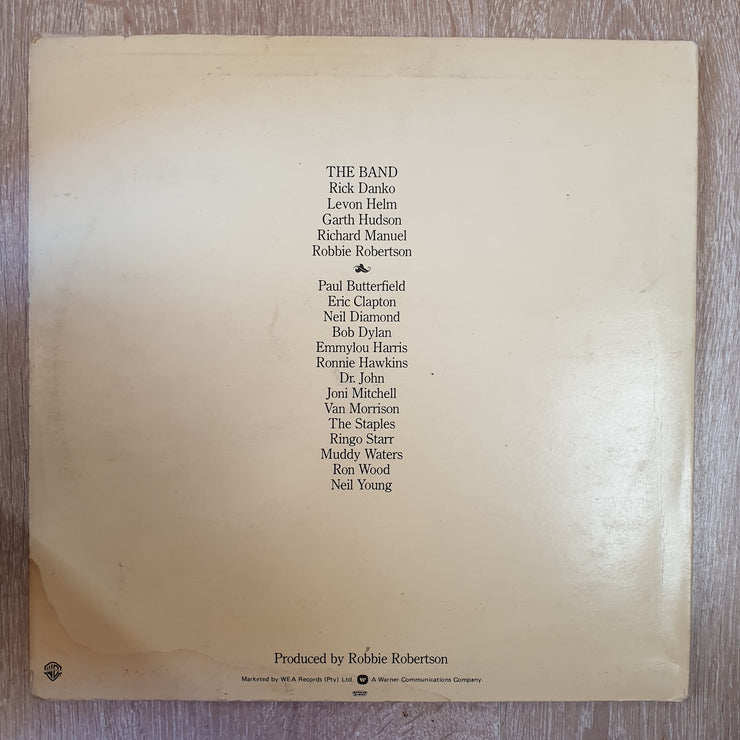 THE BAND
Rick Danko
Levon Helm
Garth Hudson
Richard Manuel
Robbie Robertson
Paul Butterfield
Eric Clapton
Neil Diamond
Bob Dylan
Emmylou Harris
Ronnie Hawkins
Dr. John
Joni Mitchell
Van Morrison
The Staples
Ringo Starr
Muddy Waters
Ron Wood
Neil Young
Produced by Robbie Robertson
Marketed by WEA Records (Pty) Ltd. A Warner Communications Company.